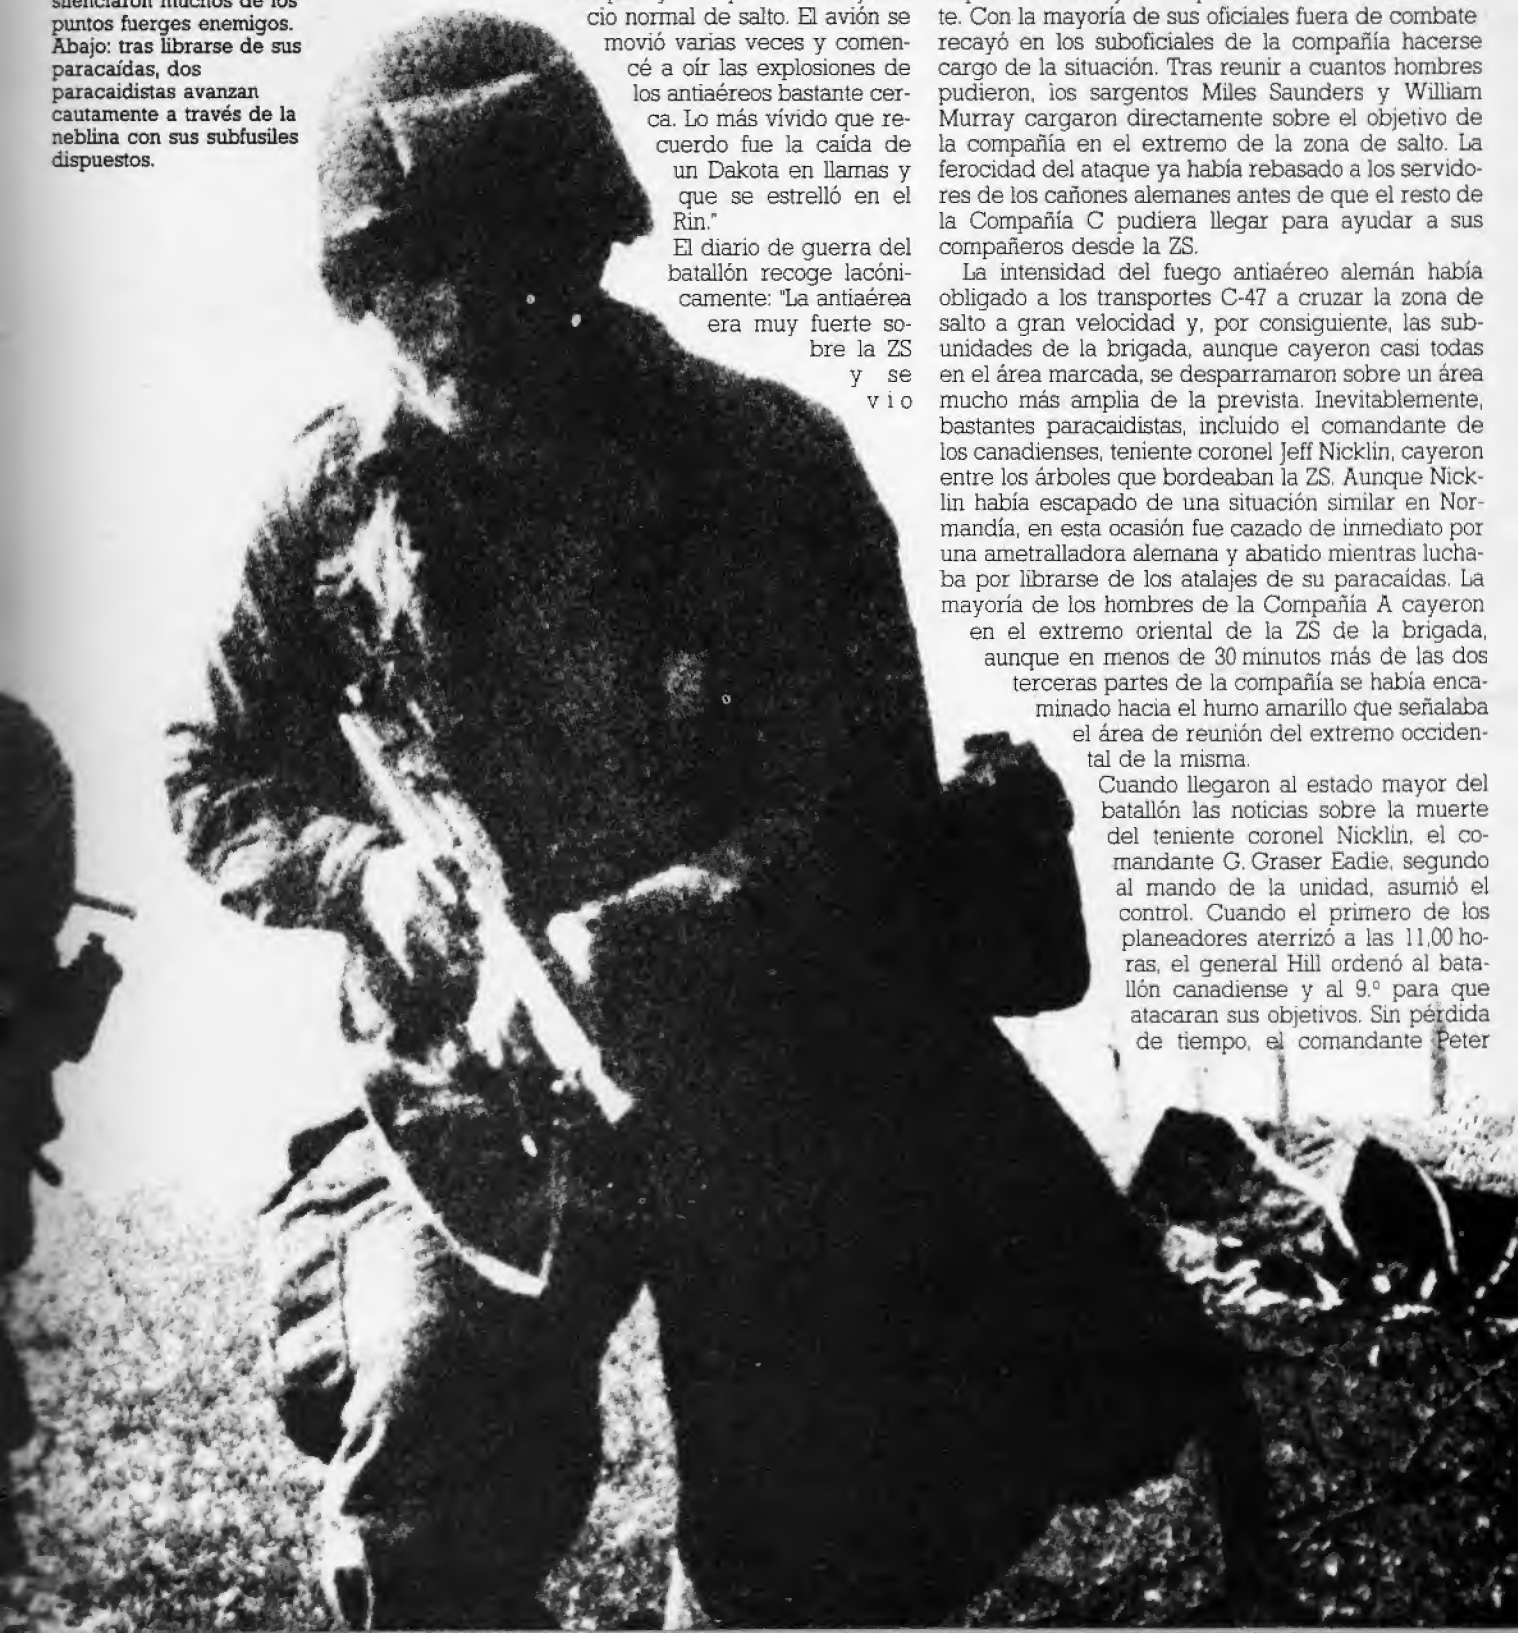 silenciaron muchos de los
puntos fuerges enemigos.
Abajo: tras librarse de sus
paracaídas, dos
paracaidistas avanzan
cautamente a través de la
neblina con sus subfusiles
dispuestos.
cio normal de salto. El avión se
movió varias veces y comen-
cé a oír las explosiones de
los antiaéreos bastante cer-
ca. Lo más vívido que re-
cuerdo fue la caída de
un Dakota en llamas y
que se estrelló en el
Rin."
El diario de guerra del
batallón recoge lacóni-
camente: "La antiaérea
era muy fuerte so-
bre la ZS
y se
vio
te. Con la mayoría de sus oficiales fuera de combate
recayó en los suboficiales de la compañía hacerse
cargo de la situación. Tras reunir a cuantos hombres
pudieron, los sargentos Miles Saunders y William
Murray cargaron directamente sobre el objetivo de
la compañía en el extremo de la zona de salto. La
ferocidad del ataque ya había rebasado a los servido-
res de los cañones alemanes antes de que el resto de
la Compañía C pudiera llegar para ayudar a sus
compañeros desde la ZS.
La intensidad del fuego antiaéreo alemán había
obligado a los transportes C-47 a cruzar la zona de
salto a gran velocidad y, por consiguiente, las sub-
unidades de la brigada, aunque cayeron casi todas
en el área marcada, se desparramaron sobre un área
mucho más amplia de la prevista. Inevitablemente,
bastantes paracaidistas, incluido el comandante de
los canadienses, teniente coronel Jeff Nicklin, cayeron
entre los árboles que bordeaban la ZS. Aunque Nick-
lin había escapado de una situación similar en Nor-
mandía, en esta ocasión fue cazado de inmediato por
una ametralladora alemana y abatido mientras lucha-
ba por librarse de los atalajes de su paracaídas. La
mayoría de los hombres de la Compañía A cayeron
en el extremo oriental de la ZS de la brigada,
aunque en menos de 30 minutos más de las dos
terceras partes de la compañía se había enca-
minado hacia el humo amarillo que señalaba
el área de reunión del extremo occiden-
tal de la misma.
Cuando llegaron al estado mayor del
batallón las noticias sobre la muerte
del teniente coronel Nicklin, el co-
mandante G. Graser Eadie, segundo
al mando de la unidad, asumió el
control. Cuando el primero de los
planeadores aterrizó a las 11,00 ho-
ras, el general Hill ordenó al bata-
llón canadiense y al 9.º para que
atacaran sus objetivos. Sin pérdida
de tiempo, el comandante Peter